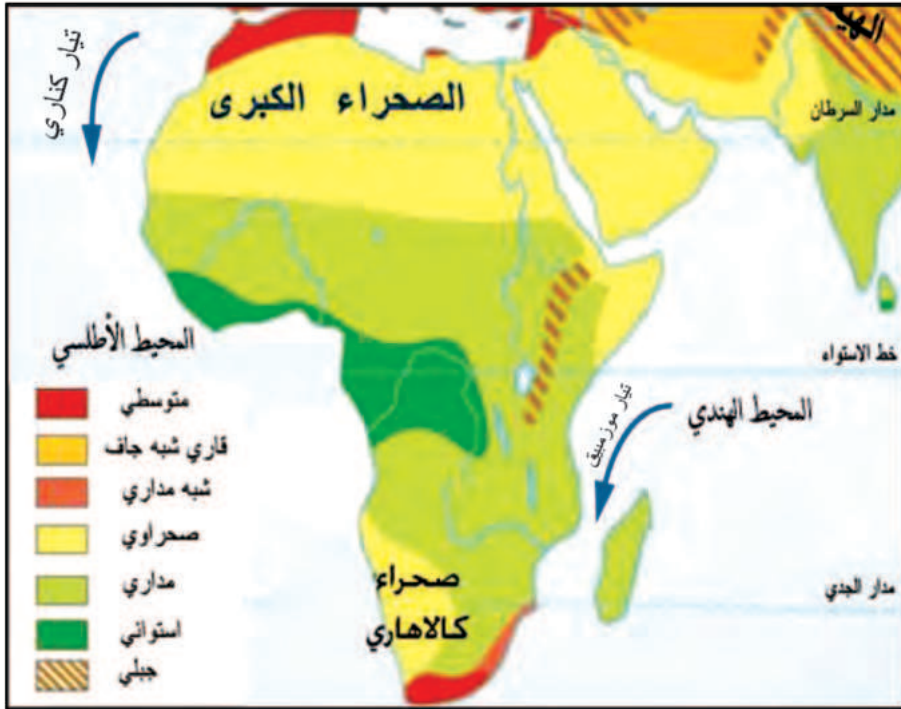 تيار كناري
الصحراء الكبرى
مدار السرطان
المحيط الأطلسي
خط الاستواء
تيار موزمبيق
المحيط الهندي
متوسطي
قاري شبه جاف
شبه مداري
صحراوي
مداري
استوائي
جبلي
صحراء
كالاهاري
مدار الجدي